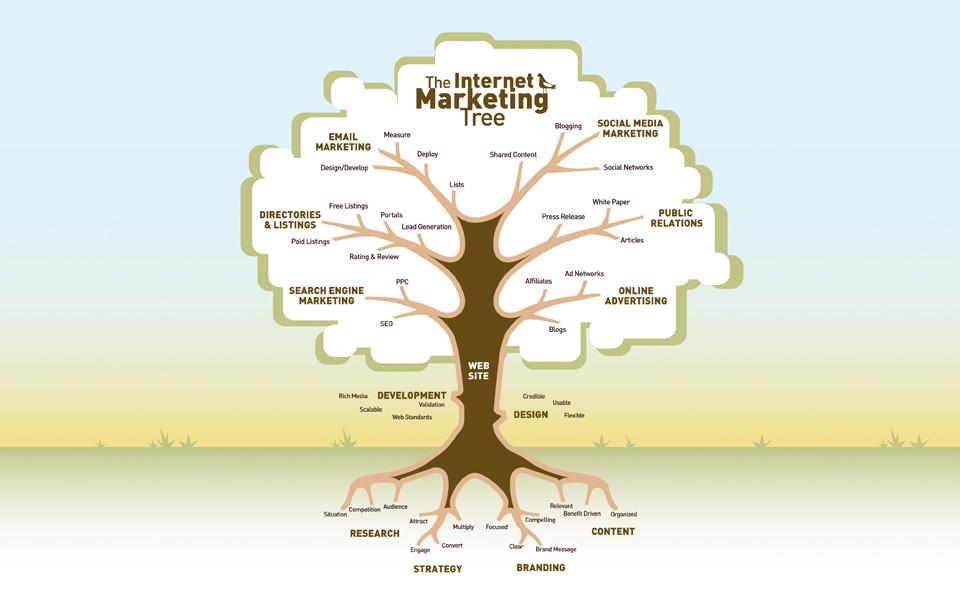 The Internet
Marketing
Tree
EMAIL
MARKETING
Measure
Deploy
Design/Develop
Lists
Shared Content
Blogging
SOCIAL MEDIA
MARKETING
Social Networks
DIRECTORIES
& LISTINGS
Free Listings
Portals
Lead Generation
Paid Listings
Rating & Review
Press Release
White Paper
PUBLIC
RELATIONS
Articles
SEARCH ENGINE
MARKETING
PPC
SEO
Affiliates
Ad Networks
ONLINE
ADVERTISING
Blogs
WEB
SITE
Rich Media
DEVELOPMENT
Validation
Scalable
Web Standards
Credible
Usable
DESIGN
Flexible
Situation
Competition
Audience
RESEARCH
Attract
Multiply
Engage
Convert
STRATEGY
Focused
Compelling
Clear
Brand Message
BRANDING
Relevant
Benefit Driven
Organized
CONTENT